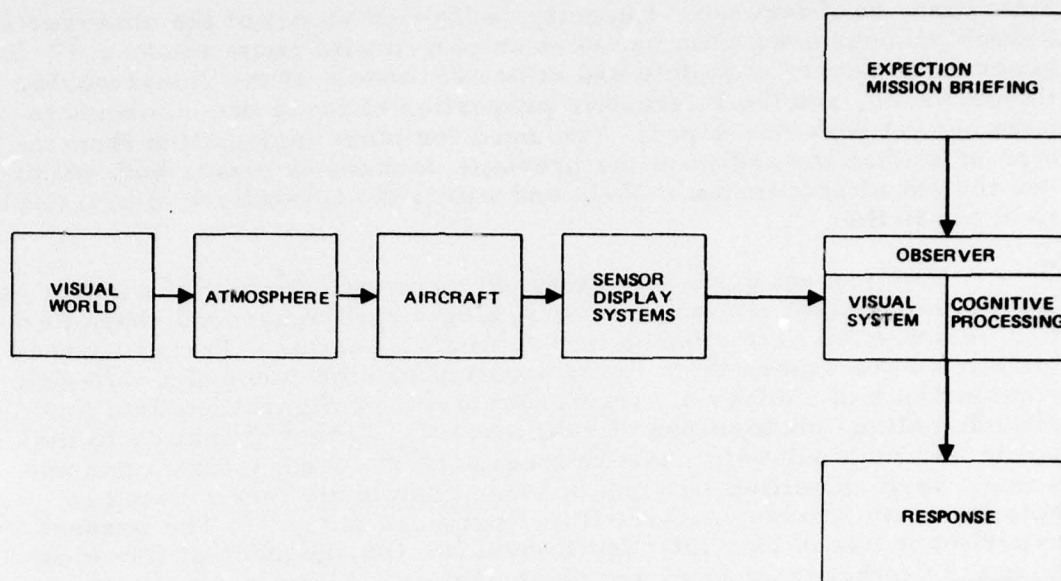 EXPECTION
MISSION BRIEFING
VISUAL
WORLD
ATMOSPHERE
AIRCRAFT
SENSOR
DISPLAY
SYSTEMS
OBSERVER
VISUAL
SYSTEM
COGNITIVE
PROCESSING
RESPONSE